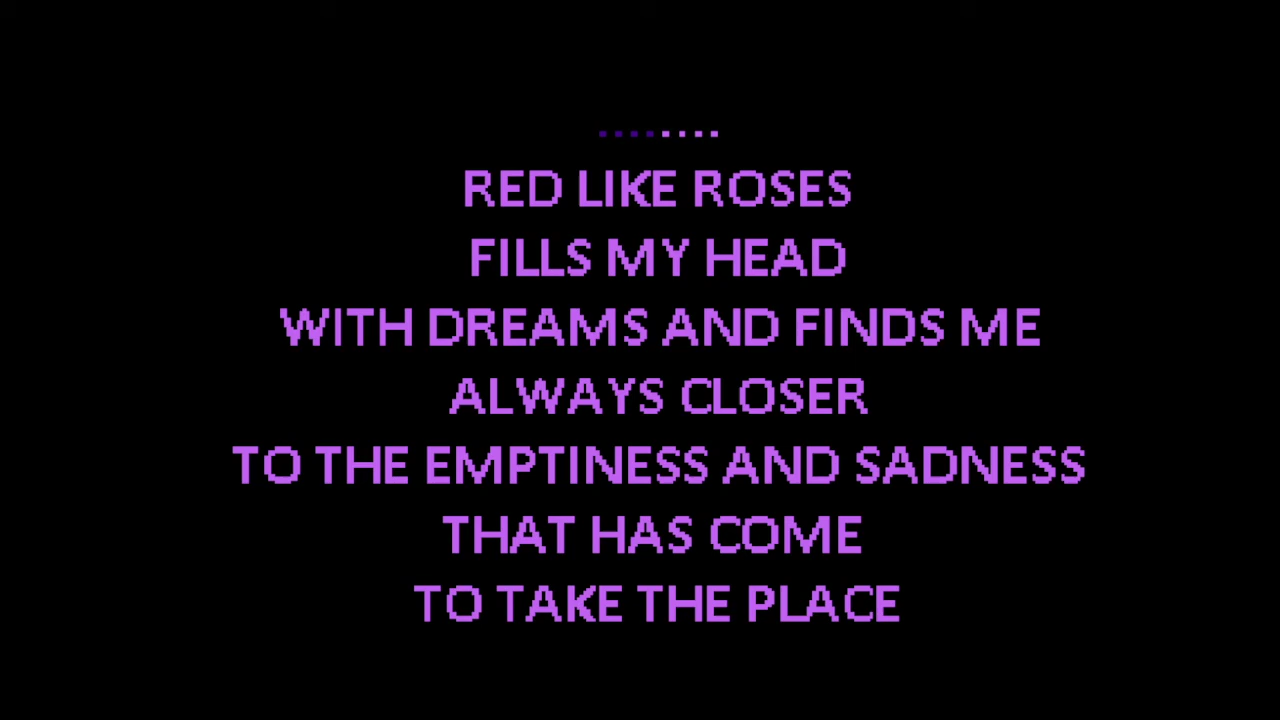 RED LIKE ROSES
FILLS MY HEAD
WITH DREAMS AND FINDS ME
ALWAYS CLOSER
TO THE EMPTINESS AND SADNESS
THAT HAS COME
TO TAKE THE PLACE